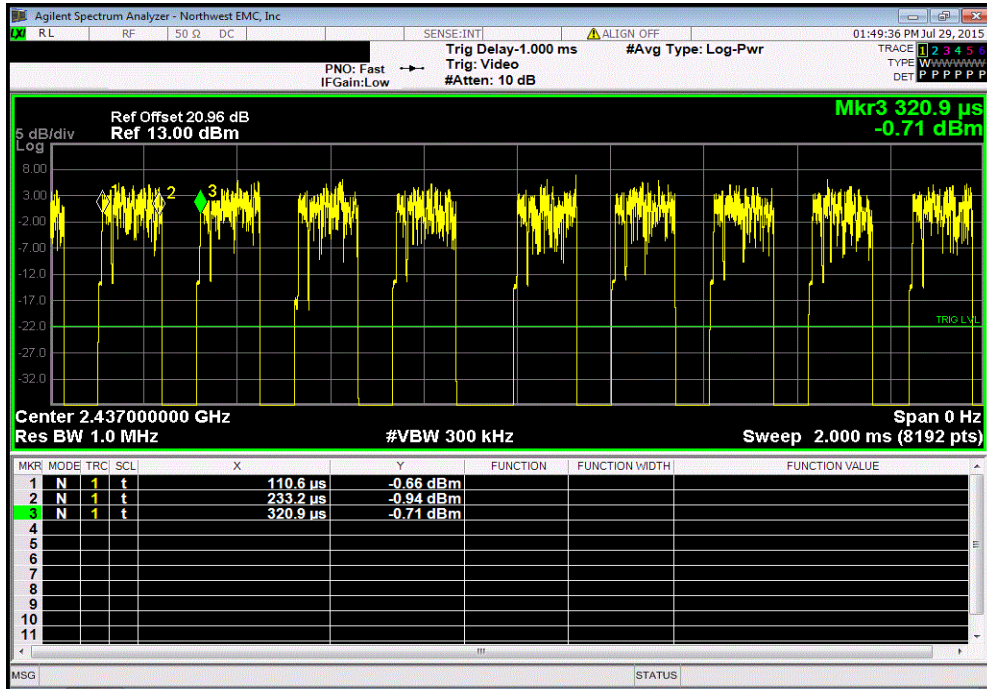 Agilent Spectrum Analyzer - Northwest EMC, Inc
LXI RL RF 50 Ω DC SENSE:INT ALIGN OFF 01:49:36 PM Jul 29, 2015
Trig Delay-1.000 ms #Avg Type: Log-Pwr TRACE 1 2 3 4 5 6
PNO: Fast Trig: Video TYPE WWWWWW
IFGain:Low #Atten: 10 dB DET P P P P P P
Mkr3 320.9 µs
-0.71 dBm
Ref Offset 20.96 dB
5 dB/div Ref 13.00 dBm
Log
8.00
3.00
1
2
3
-2.00
-7.00
-12.0
-17.0
-22.0
TRIG LVL
-27.0
-32.0
Center 2.437000000 GHz Span 0 Hz
Res BW 1.0 MHz #VBW 300 kHz Sweep 2.000 ms (8192 pts)
MKR MODE TRC SCL X Y FUNCTION FUNCTION WIDTH FUNCTION VALUE
1 N 1 t 110.6 µs -0.66 dBm
2 N 1 t 233.2 µs -0.94 dBm
3 N 1 t 320.9 µs -0.71 dBm
4
5
6
7
8
9
10
11
MSG STATUS